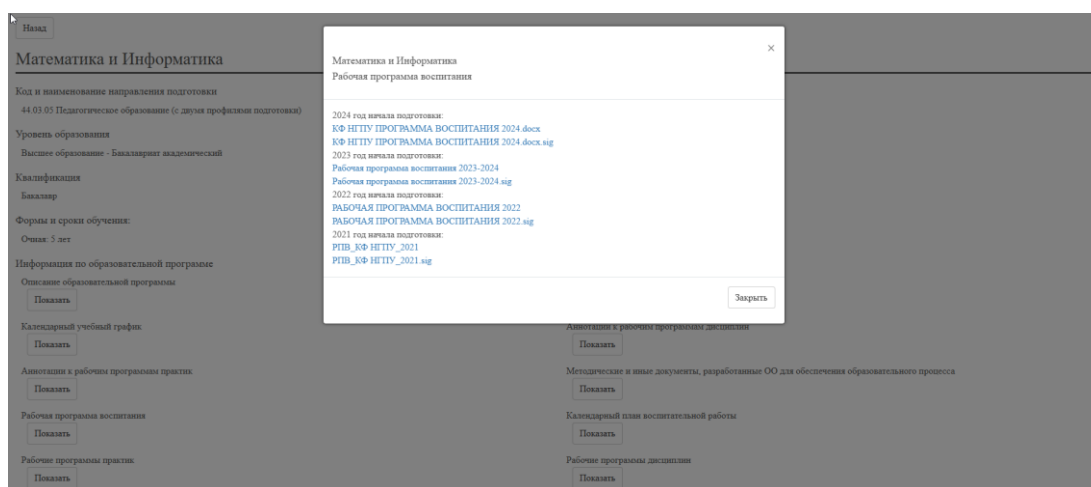 Назад
Математика и Информатика
Код и наименование направления подготовки
44.03.05 Педагогическое образование (с двумя профилями подготовки)
Уровень образования
Высшее образование - Бакалавриат академический
Квалификация
Бакалавр
Формы и сроки обучения:
Очная: 5 лет
Информация по образовательной программе
Описание образовательной программы
Показать
×
Математика и Информатика
Рабочая программа воспитания
2024 год начала подготовки:
КФ НГПУ ПРОГРАММА ВОСПИТАНИЯ 2024.docx
КФ НГПУ ПРОГРАММА ВОСПИТАНИЯ 2024.docx.sig
2023 год начала подготовки:
Рабочая программа воспитания 2023-2024
Рабочая программа воспитания 2023-2024.sig
2022 год начала подготовки:
РАБОЧАЯ ПРОГРАММА ВОСПИТАНИЯ 2022
РАБОЧАЯ ПРОГРАММА ВОСПИТАНИЯ 2022.sig
2021 год начала подготовки:
РПВ_КФ НГПУ_2021
РПВ_КФ НГПУ_2021.sig
Закрыть
Календарный учебный график
Показать
Аннотации к рабочим программам дисциплин
Показать
Аннотации к рабочим программам практик
Показать
Методические и иные документы, разработанные ОО для обеспечения образовательного процесса
Показать
Рабочая программа воспитания
Показать
Календарный план воспитательной работы
Показать
Рабочие программы практик
Показать
Рабочие программы дисциплин
Показать